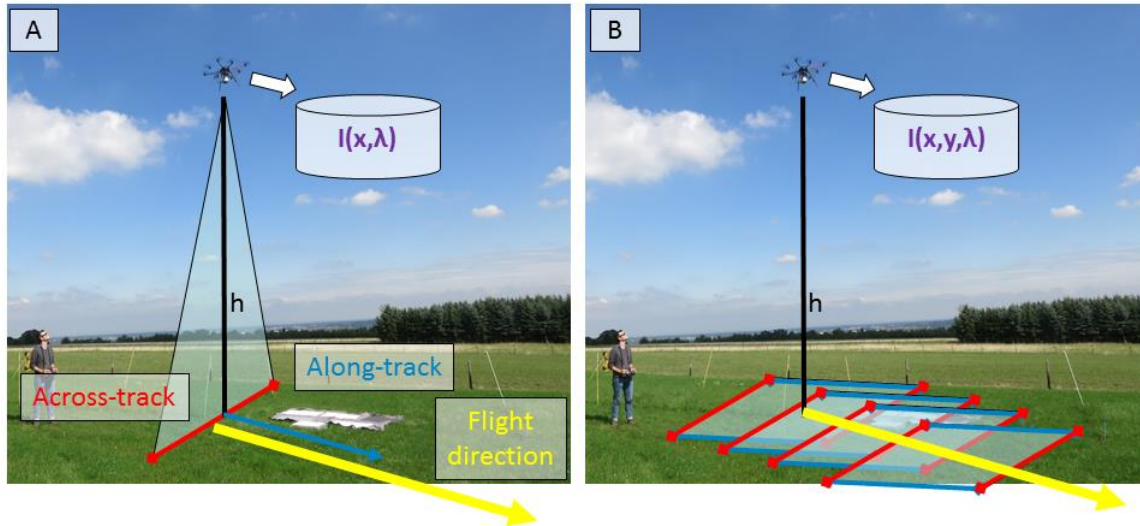 A
I(x,λ)
h
Across-track
Along-track
Flight
direction
B
I(x,y,λ)
h